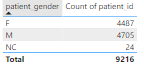 patient gender Count of patient id
F 4487
M 4705
NC 24
Total 9216